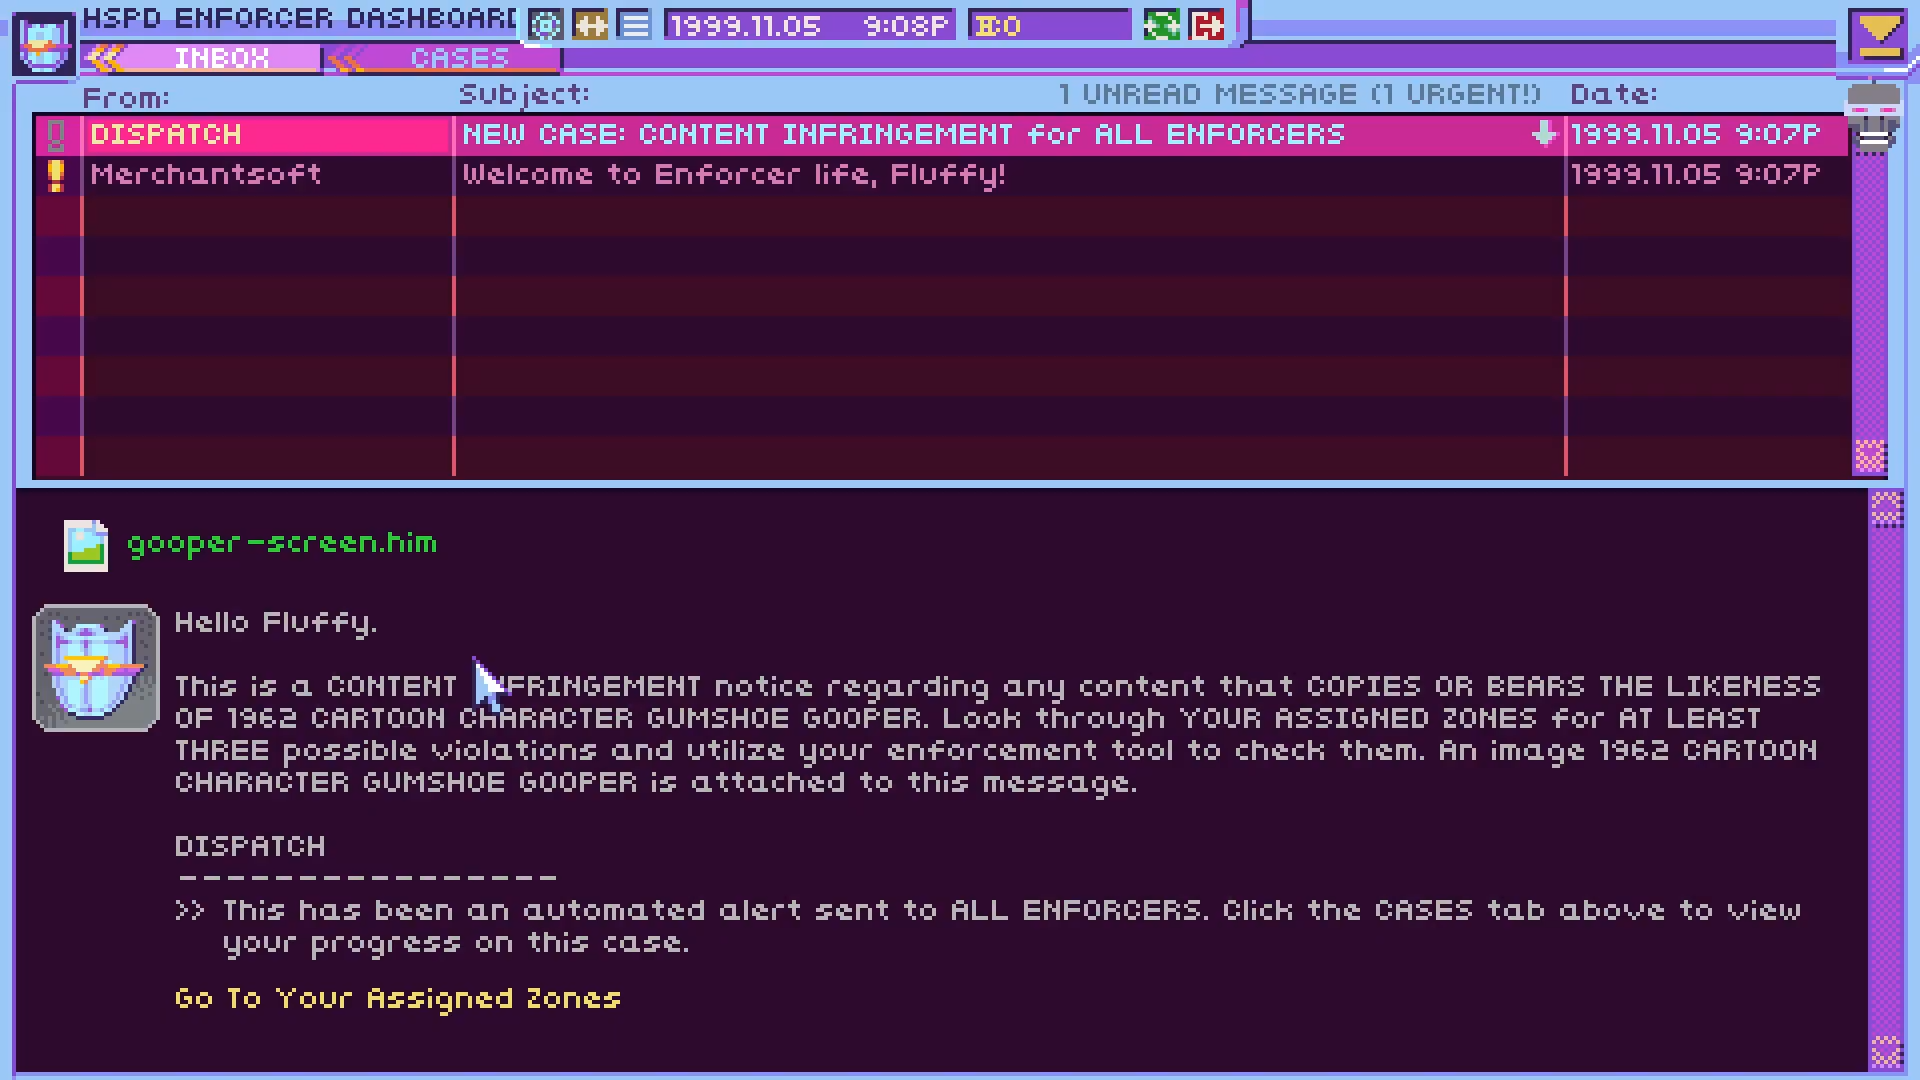 HSPD ENFORCER DASHBOARD
1999.11.05 9:08P
0
INBOX
CASES
From:
Subject:
1 UNREAD MESSAGE (1 URGENT!)
Date:
DISPATCH
NEW CASE: CONTENT INFRINGEMENT for ALL ENFORCERS
1999.11.05 9:07P
Merchantsoft
Welcome to Enforcer life, Fluffy!
1999.11.05 9:07P
gooper-screen.him
Hello Fluffy.
This is a CONTENT INFRINGEMENT notice regarding any content that COPIES OR BEARS THE LIKENESS
OF 1962 CARTOON CHARACTER GUMSHOE GOOPER. Look through YOUR ASSIGNED ZONES for AT LEAST
THREE possible violations and utilize your enforcement tool to check them. An image 1962 CARTOON
CHARACTER GUMSHOE GOOPER is attached to this message.
DISPATCH
----------------
>> This has been an automated alert sent to ALL ENFORCERS. Click the CASES tab above to view
your progress on this case.
Go To Your Assigned Zones